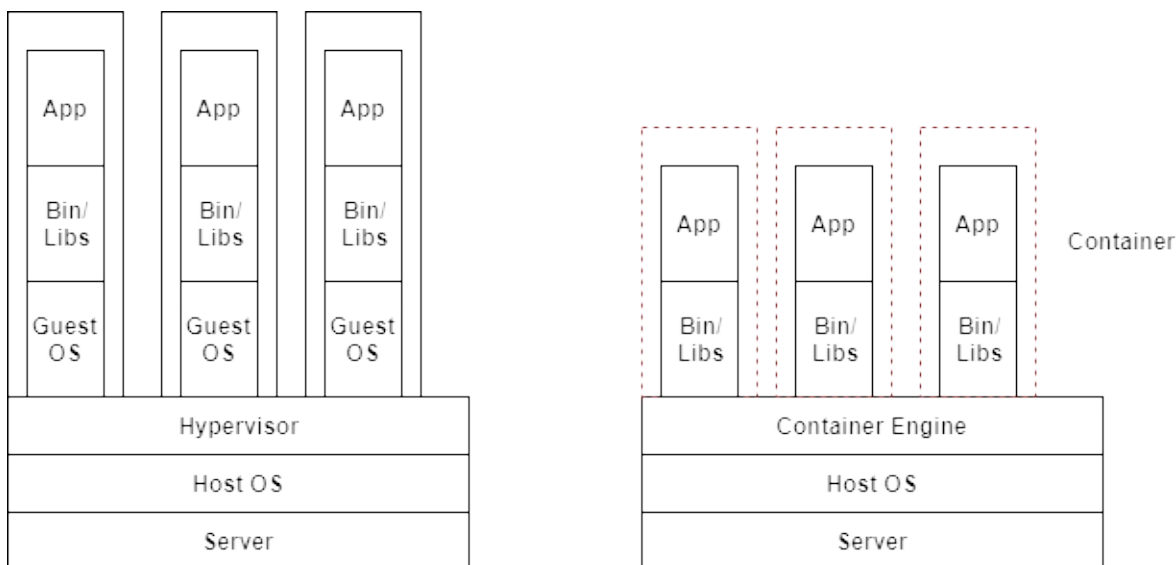 App
Bin/
Libs
Guest
OS
App
Bin/
Libs
Guest
OS
App
Bin/
Libs
Guest
OS
Hypervisor
Host OS
Server
App
Bin/
Libs
App
Bin/
Libs
App
Bin/
Libs
Container
Container Engine
Host OS
Server